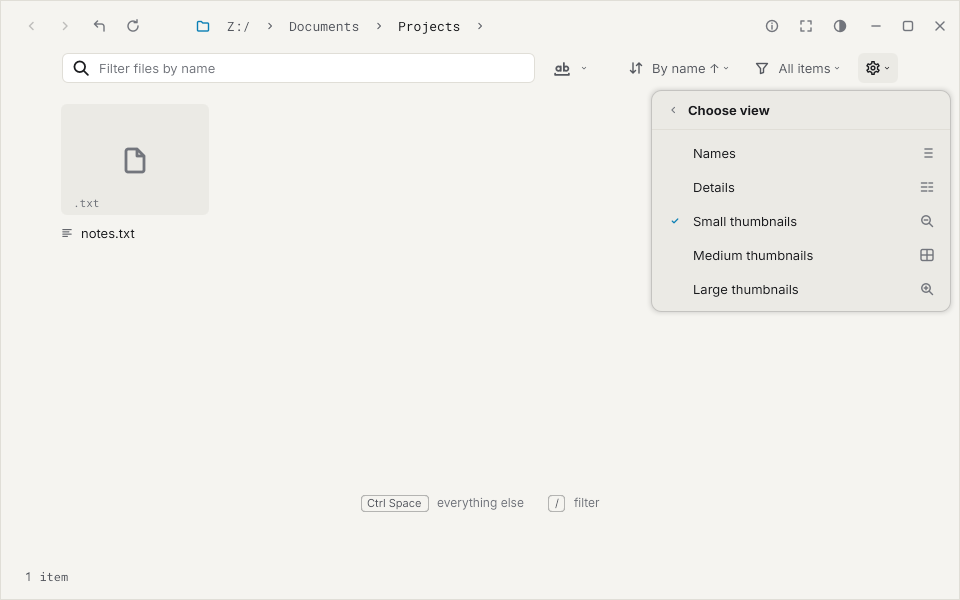 Z:/ Documents Projects
Filter files by name
ab
By name ↑
All items
Choose view
Names
Details
Small thumbnails
Medium thumbnails
Large thumbnails
.txt
notes.txt
Ctrl Space everything else / filter
1 item